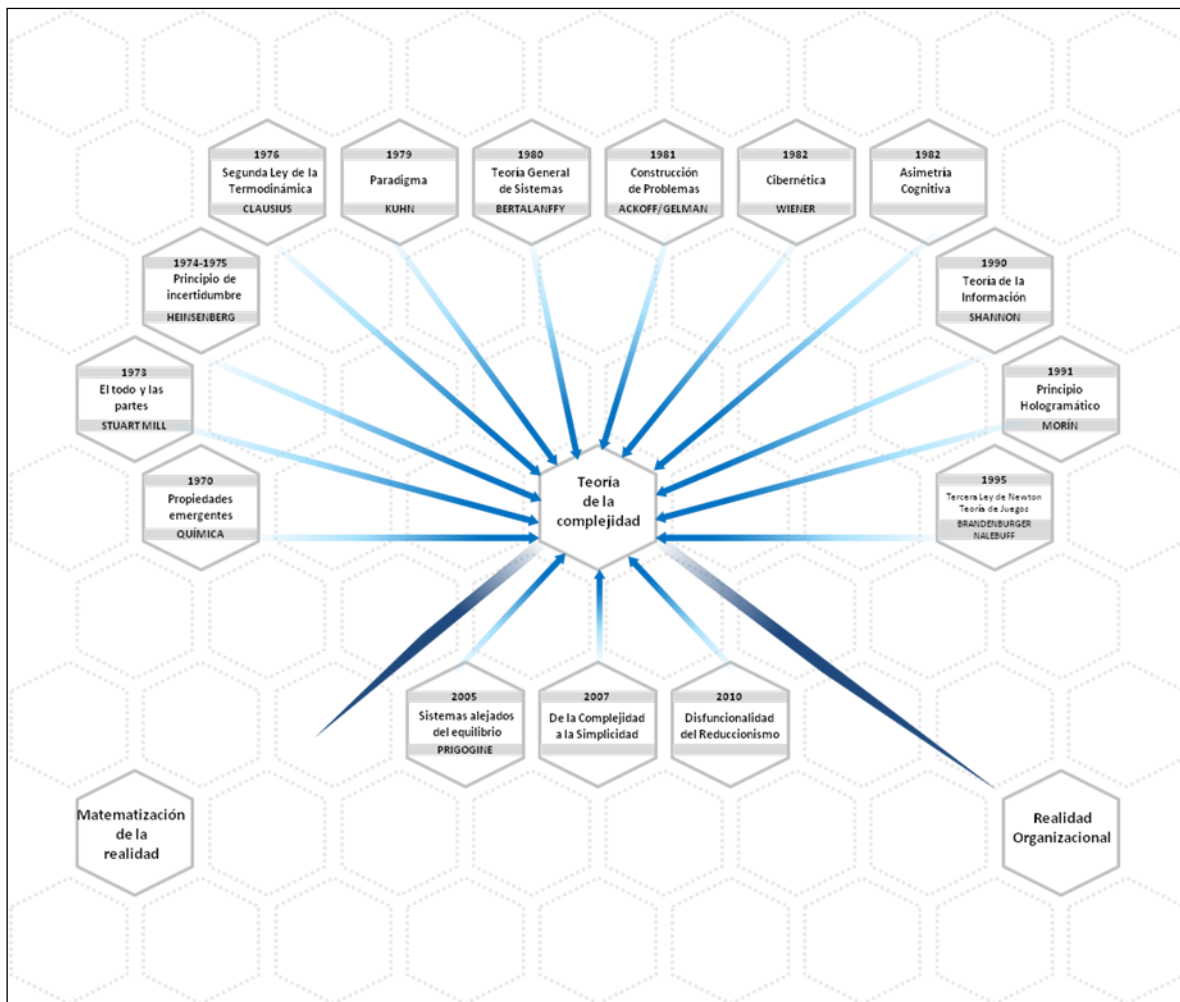 1976
Segunda Ley de la
Termodinámica
CLAUSIUS
1979
Paradigma
KUHN
1980
Teoría General
de Sistemas
BERTALANFFY
1981
Construcción
de Problemas
ACKOFF/GELMAN
1982
Cibernética
WIENER
1982
Asimetría
Cognitiva
1974-1975
Principio de
incertidumbre
HEINSENBERG
1990
Teoría de la
Información
SHANNON
1973
El todo y las
partes
STUART MILL
1991
Principio
Hologramático
MORÍN
1970
Propiedades
emergentes
QUÍMICA
Teoría
de la
complejidad
1995
Tercera Ley de Newton
Teoría de Juegos
BRANDENBURGER
NALEBUFF
2005
Sistemas alejados
del equilibrio
PRIGOGINE
2007
De la Complejidad
a la Simplicidad
2010
Disfuncionalidad
del Reduccionismo
Matematización
de la
realidad
Realidad
Organizacional